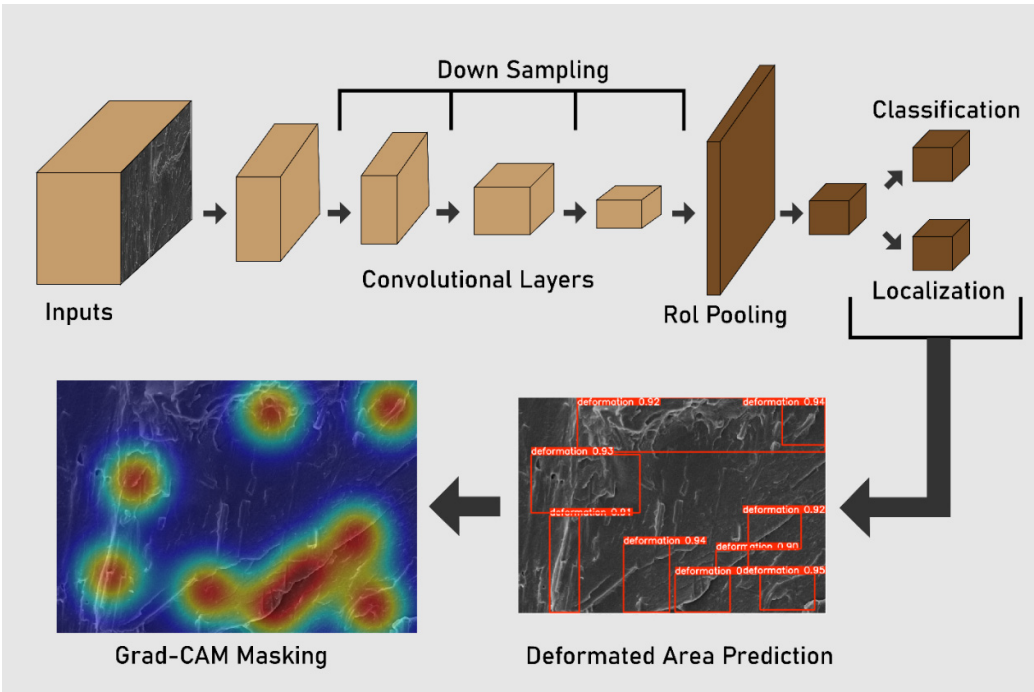 Down Sampling
Classification
Convolutional Layers
Localization
Inputs
RoI Pooling
deformation 0.92
deformation 0.94
deformation 0.93
deformation 0.91
deformation 0.92
deformation 0.94
deformation 0.90
deformation
deformation 0.95
Grad-CAM Masking
Deformated Area Prediction